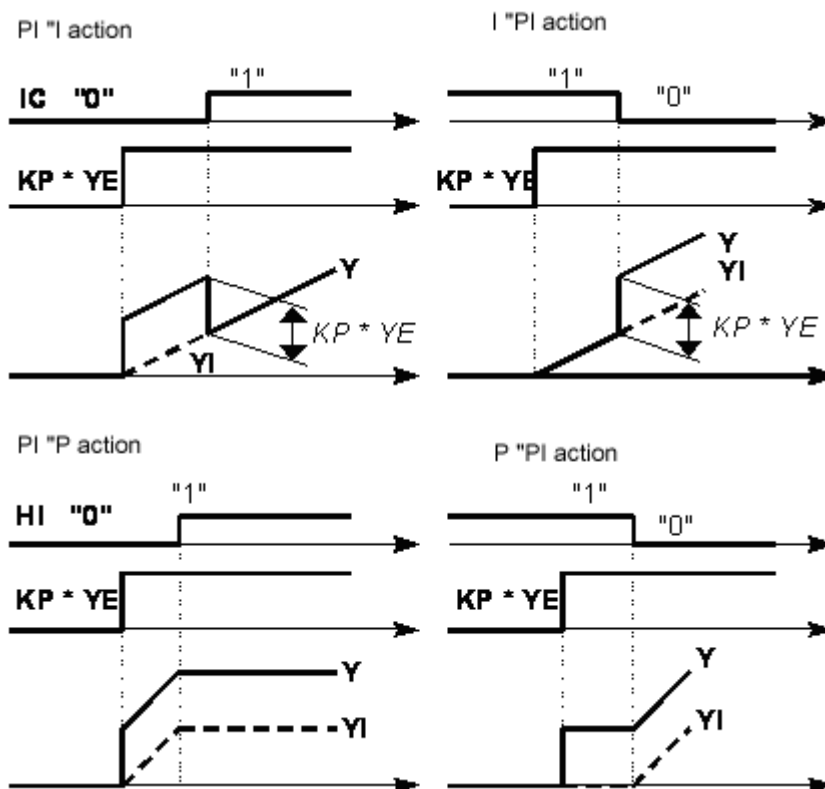 PI "I action
"1"
IC "0"
KP * YE
Y
KP * YE
YI
I "PI action
"1"
"0"
KP * YE
Y
YI
KP * YE
PI "P action
"1"
HI "0"
KP * YE
Y
YI
P "PI action
"1"
"0"
KP * YE
Y
YI